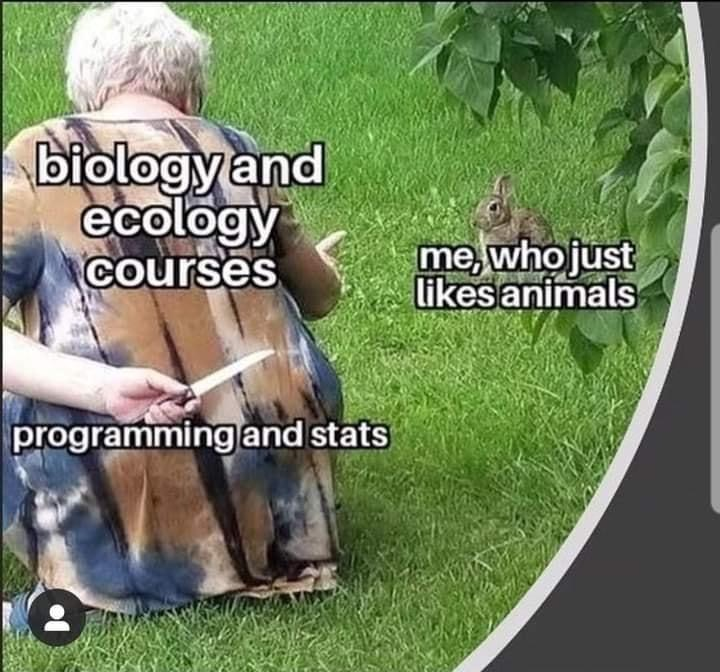 biology and
ecology
courses
me, who just
likes animals
programming and stats